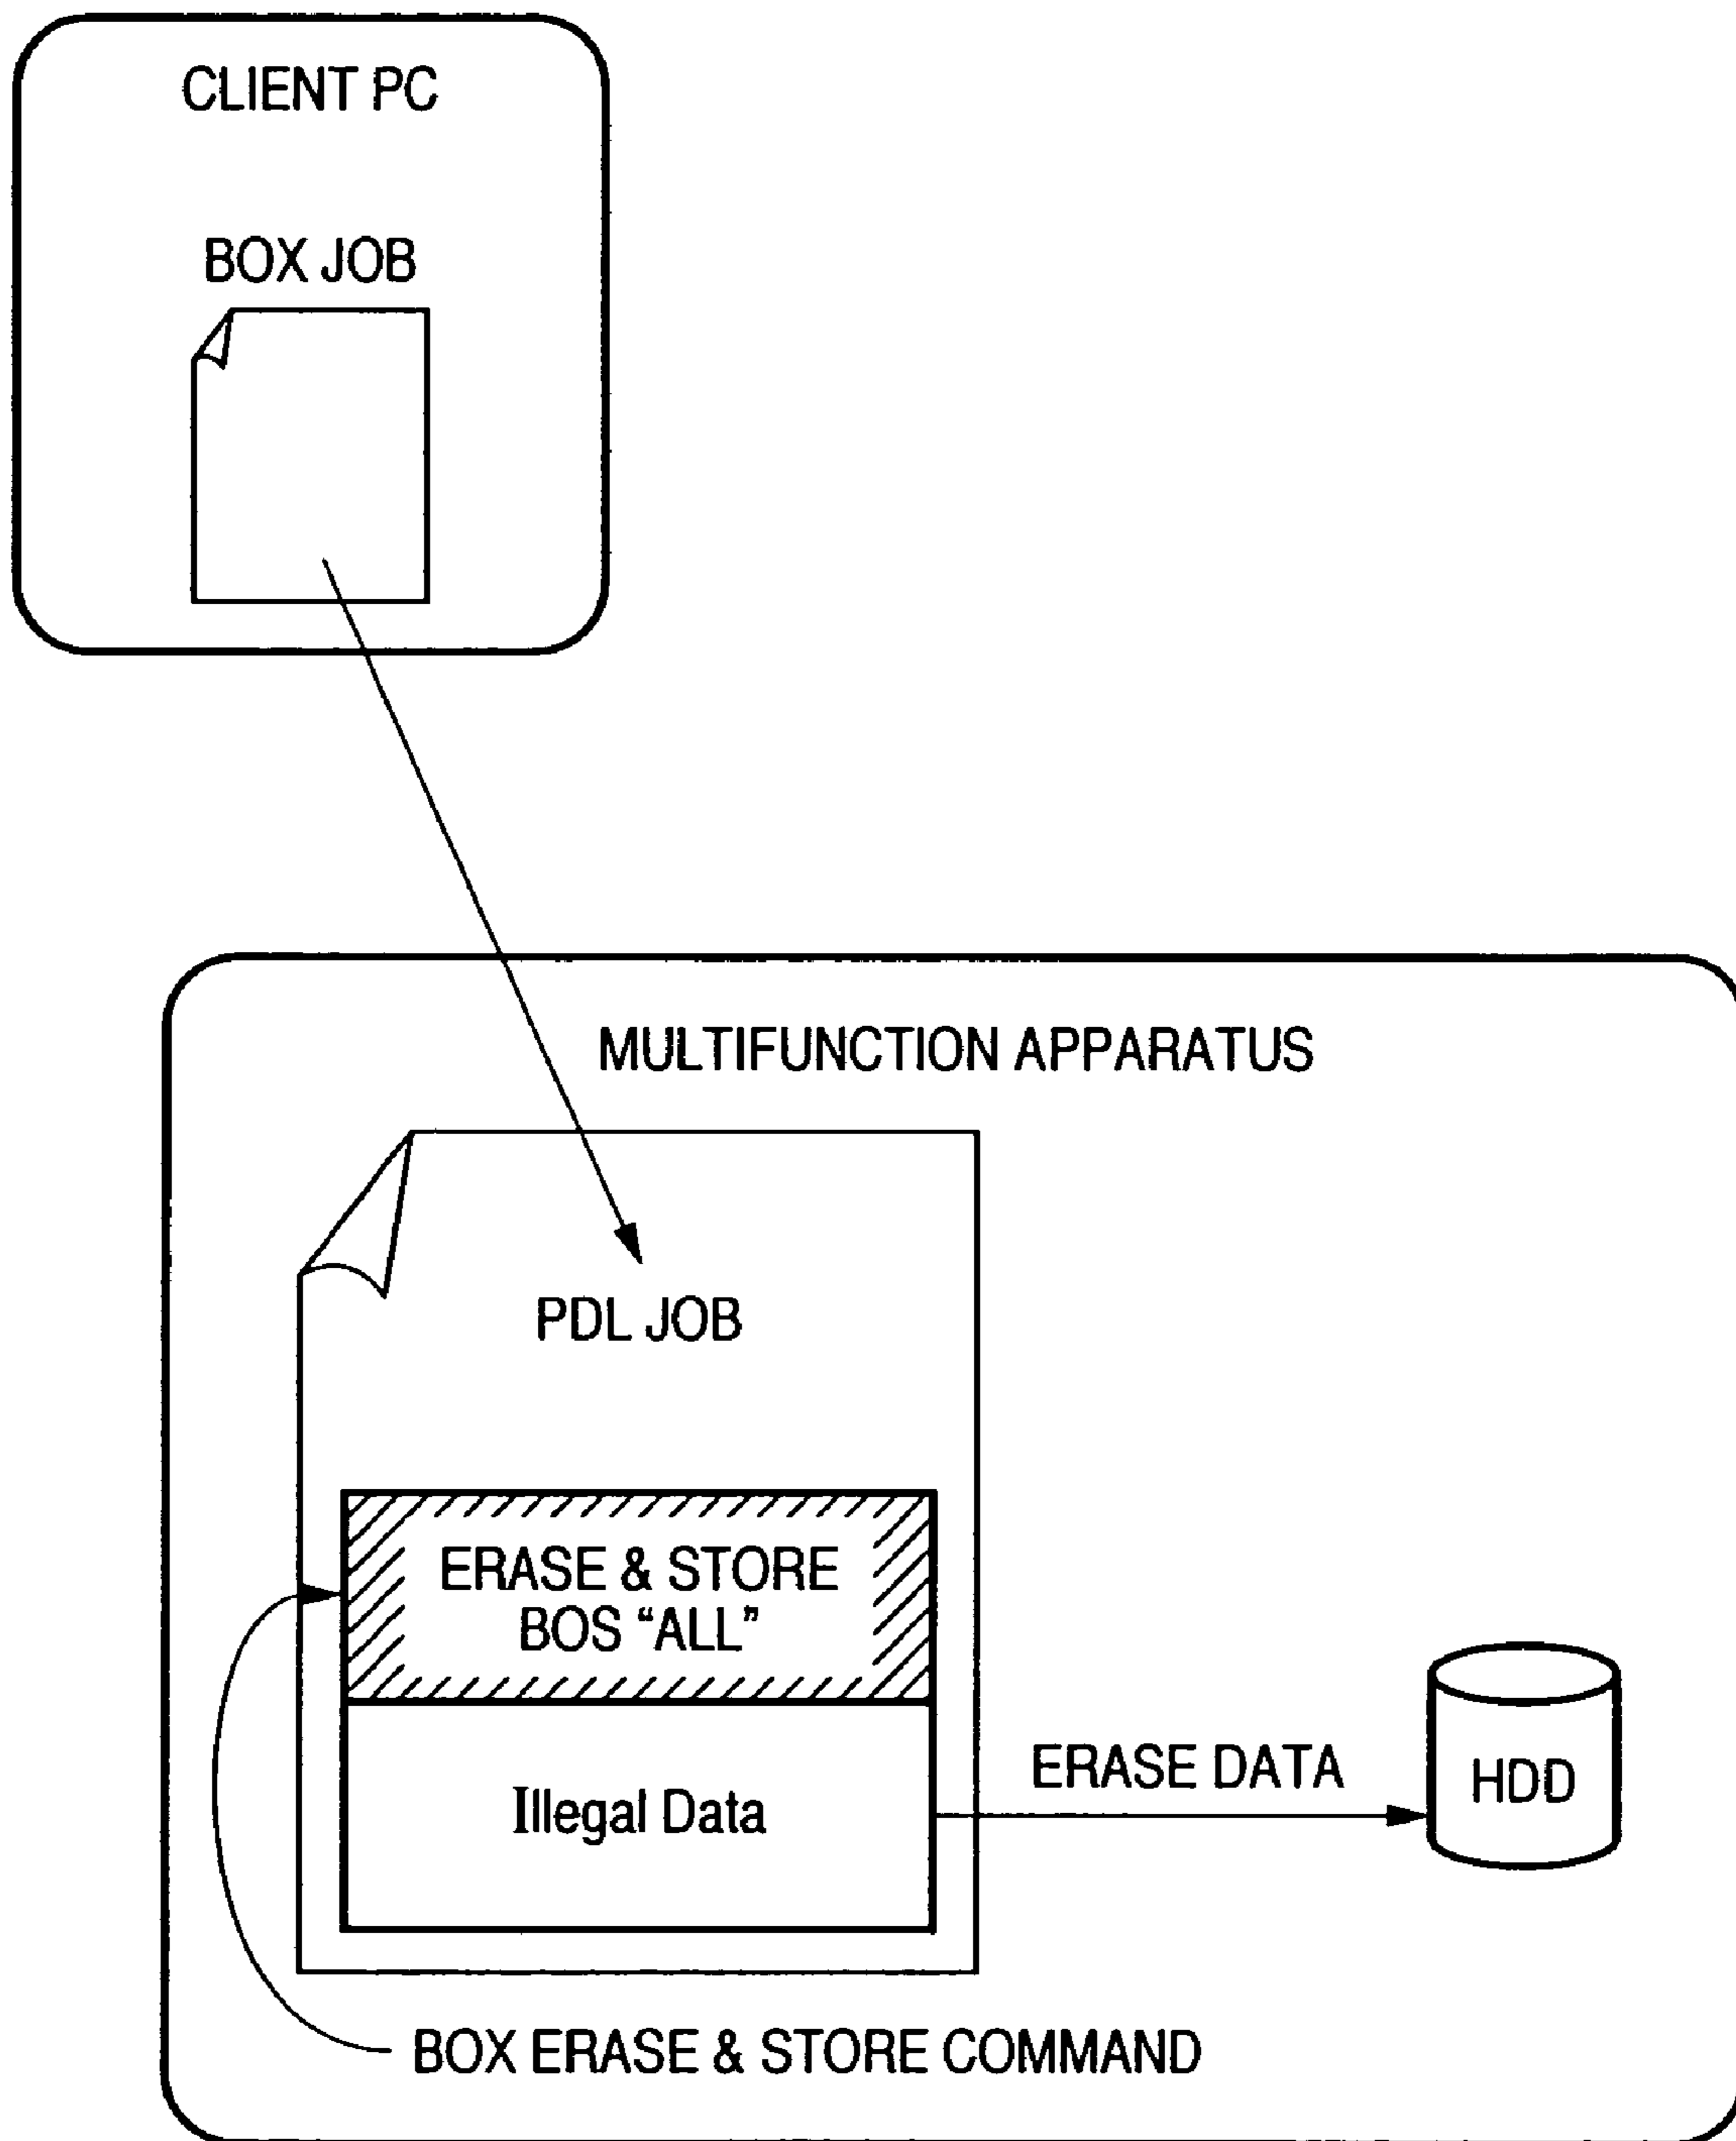 CLIENT PC
BOX JOB
MULTIFUNCTION APPARATUS
PDL JOB
ERASE & STORE
BOS “ALL”
Illegal Data
ERASE DATA
HDD
BOX ERASE & STORE COMMAND